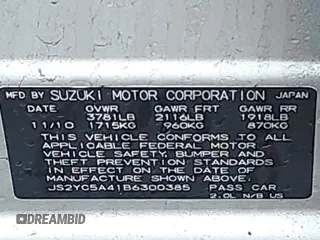 MFD BY SUZUKI MOTOR CORPORATION JAPAN
DATE GVWR GAWR FRT GAWR RR
3781LB 2116LB 1918LB
11/10 1715KG 960KG 870KG
THIS VEHICLE CONFORMS TO ALL
APPLICABLE FEDERAL MOTOR
VEHICLE SAFETY, BUMPER AND
THEFT PREVENTION STANDARDS
IN EFFECT ON THE DATE OF
MANUFACTURE SHOWN ABOVE.
JS2YC5A41B6300385 PASS CAR
2.0L N/B US
DREAMBID